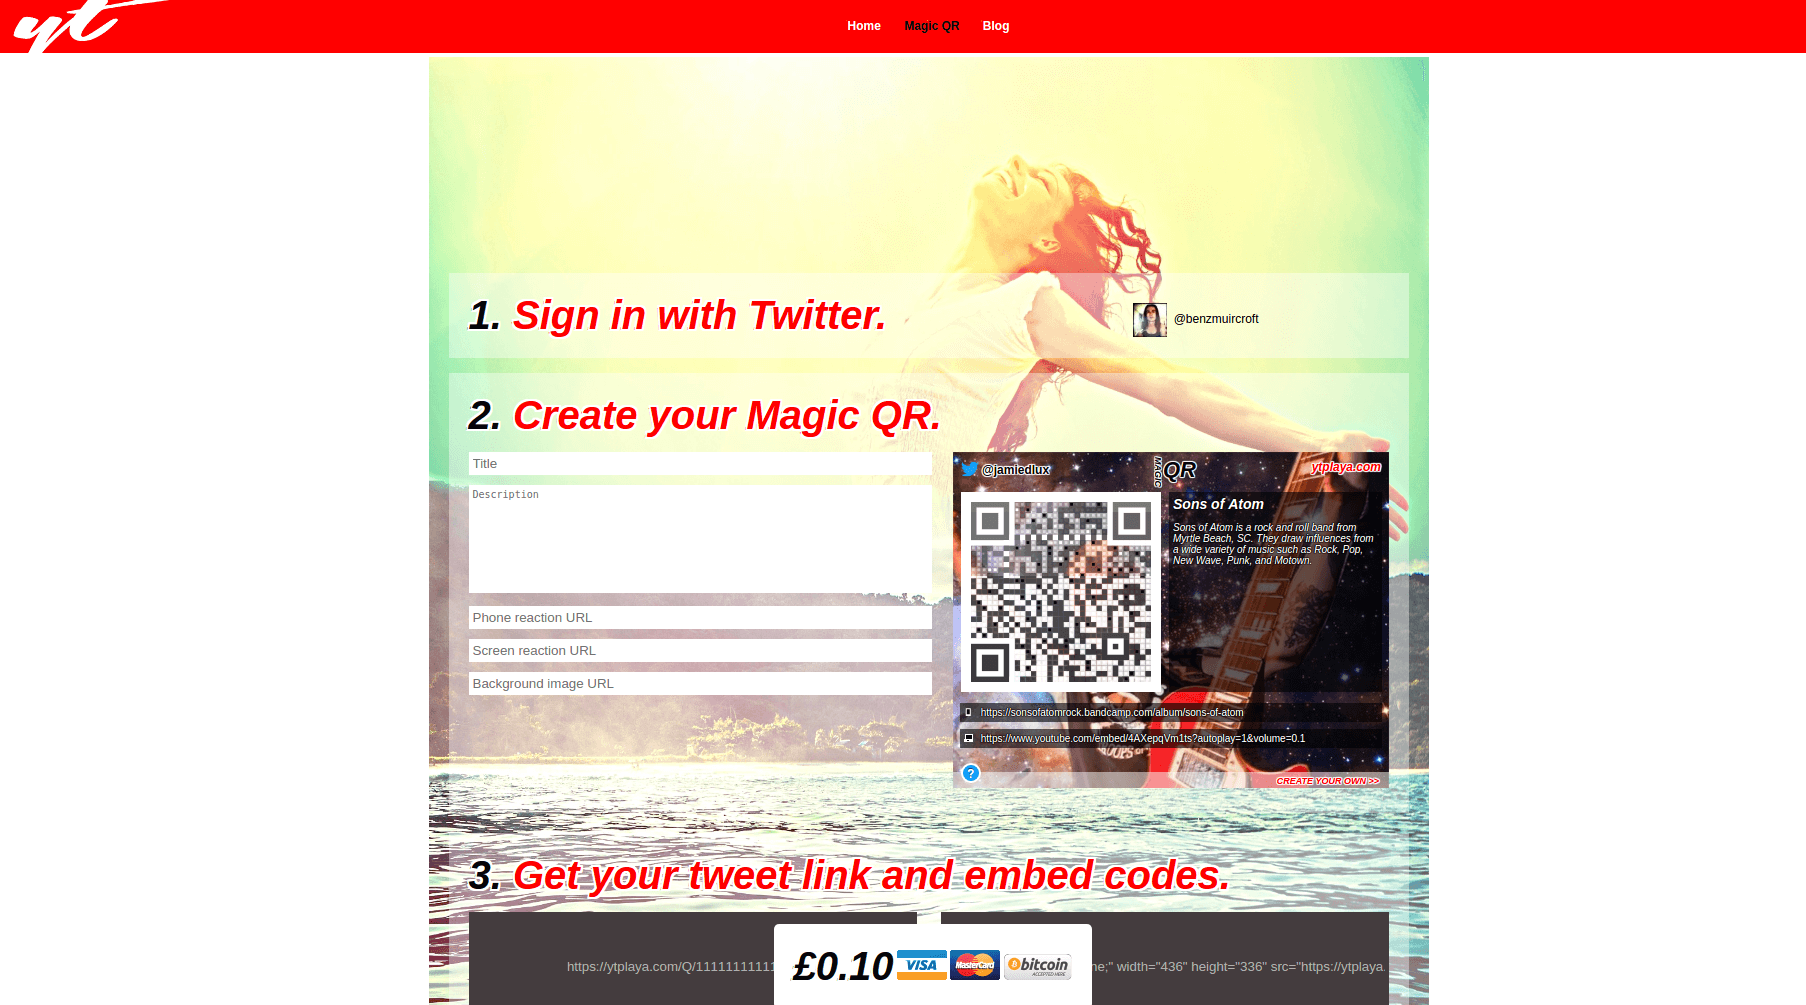 yt
Home Magic QR Blog
1. Sign in with Twitter.
@benzmuircroft
2. Create your Magic QR.
Title
Description
Phone reaction URL
Screen reaction URL
Background image URL
@jamiedlux
MAGIC QR
ytplaya.com
Sons of Atom
Sons of Atom is a rock and roll band from
Myrtle Beach, SC. They draw influences from
a wide variety of music such as Rock, Pop,
New Wave, Punk, and Motown.
https://sonsofatomrock.bandcamp.com/album/sons-of-atom
https://www.youtube.com/embed/4AXepqVm1ts?autoplay=1&volume=0.1
?
CREATE YOUR OWN >>
3. Get your tweet link and embed codes.
https://ytplaya.com/Q/11111111111
£0.10 VISA MasterCard bitcoin
ACCEPTED HERE
ne;" width="436" height="336" src="https://ytplaya.